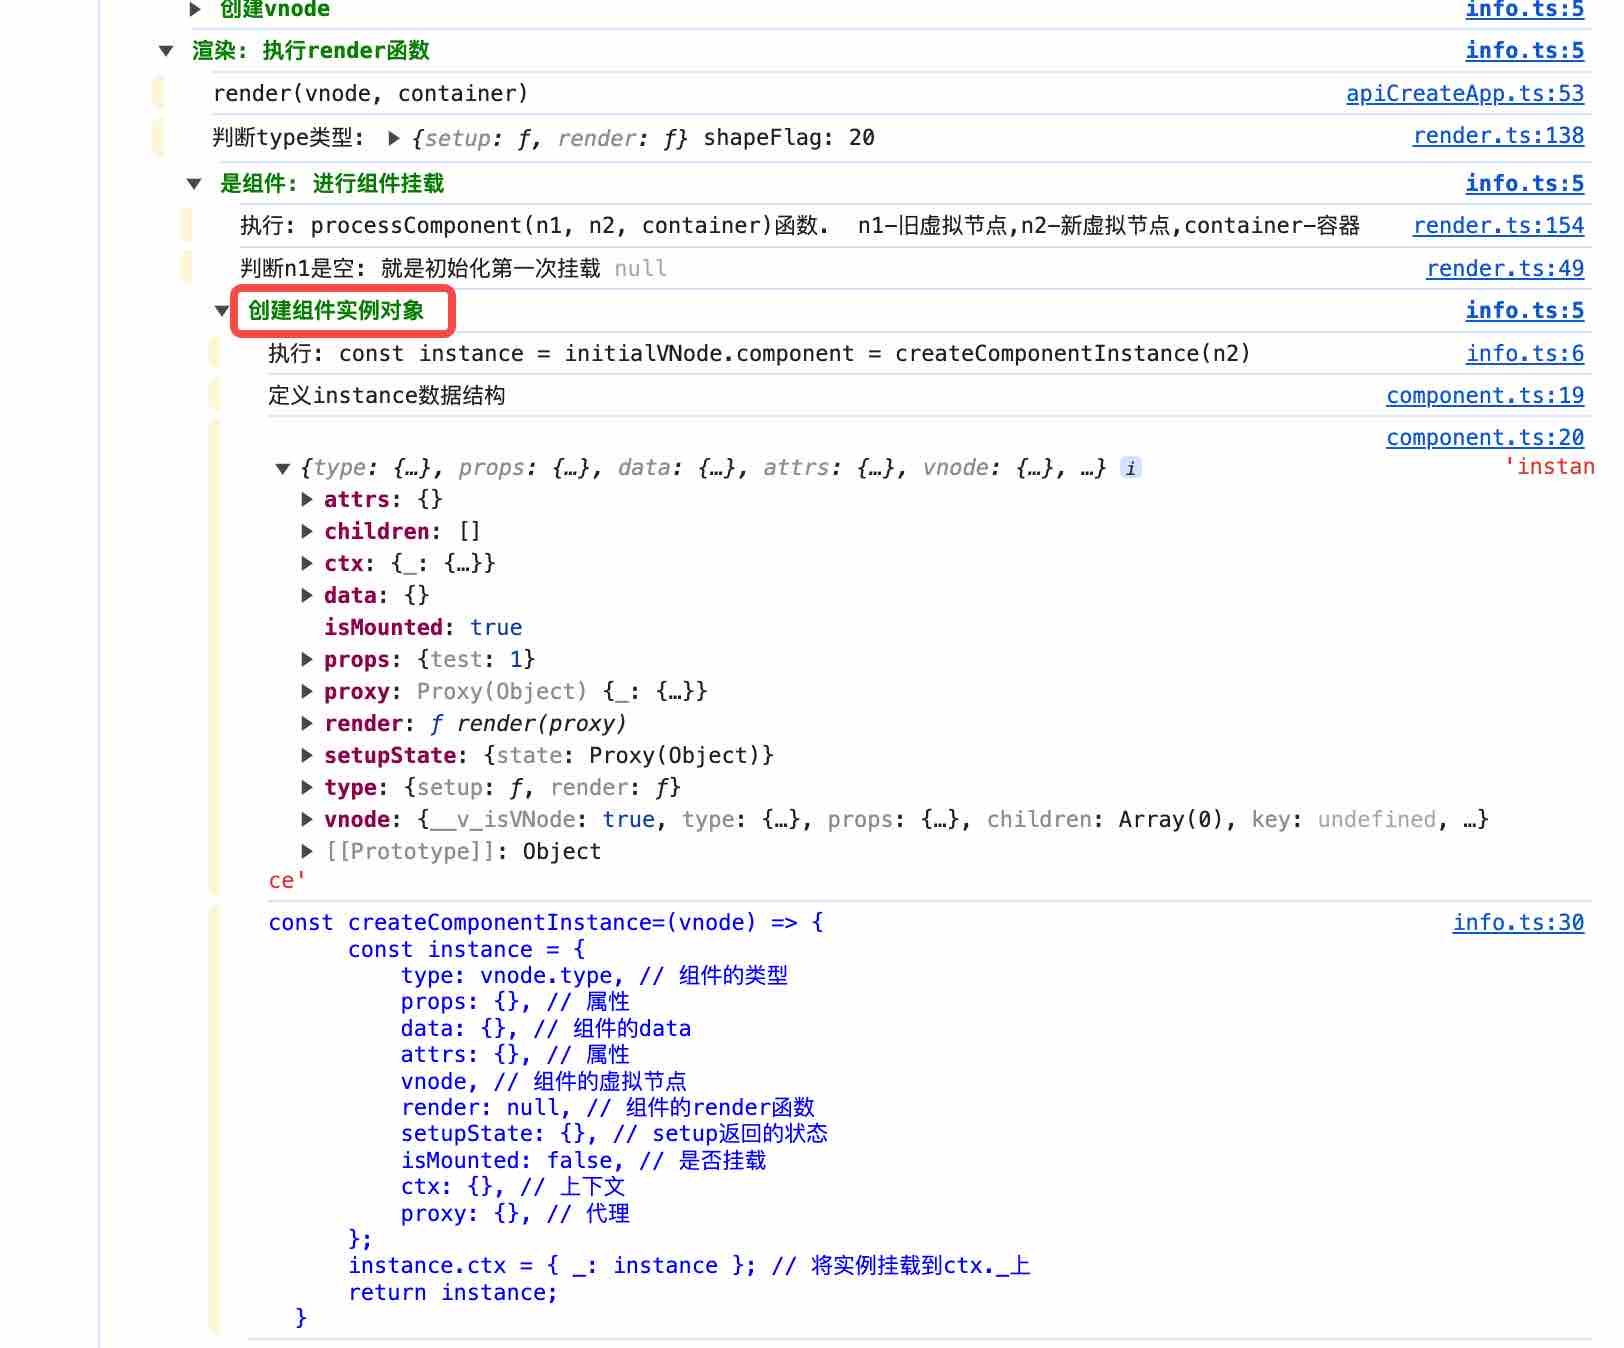 创建vnode info.ts:5
渲染: 执行render函数 info.ts:5
render(vnode, container) apiCreateApp.ts:53
判断type类型: {setup: ƒ, render: ƒ} shapeFlag: 20 render.ts:138
是组件: 进行组件挂载 info.ts:5
执行: processComponent(n1, n2, container)函数. n1-旧虚拟节点,n2-新虚拟节点,container-容器 render.ts:154
判断n1是空: 就是初始化第一次挂载 null render.ts:49
创建组件实例对象 info.ts:5
执行: const instance = initialVNode.component = createComponentInstance(n2) info.ts:6
定义instance数据结构 component.ts:19
component.ts:20
{type: {…}, props: {…}, data: {…}, attrs: {…}, vnode: {…}, …} i 'instan
attrs: {}
children: []
ctx: {_: {…}}
data: {}
isMounted: true
props: {test: 1}
proxy: Proxy(Object) {_: {…}}
render: ƒ render(proxy)
setupState: {state: Proxy(Object)}
type: {setup: ƒ, render: ƒ}
vnode: {__v_isVNode: true, type: {…}, props: {…}, children: Array(0), key: undefined, …}
[[Prototype]]: Object
ce'
const createComponentInstance=(vnode) => { info.ts:30
const instance = {
type: vnode.type, // 组件的类型
props: {}, // 属性
data: {}, // 组件的data
attrs: {}, // 属性
vnode, // 组件的虚拟节点
render: null, // 组件的render函数
setupState: {}, // setup返回的状态
isMounted: false, // 是否挂载
ctx: {}, // 上下文
proxy: {}, // 代理
};
instance.ctx = { _: instance }; // 将实例挂载到ctx._上
return instance;
}